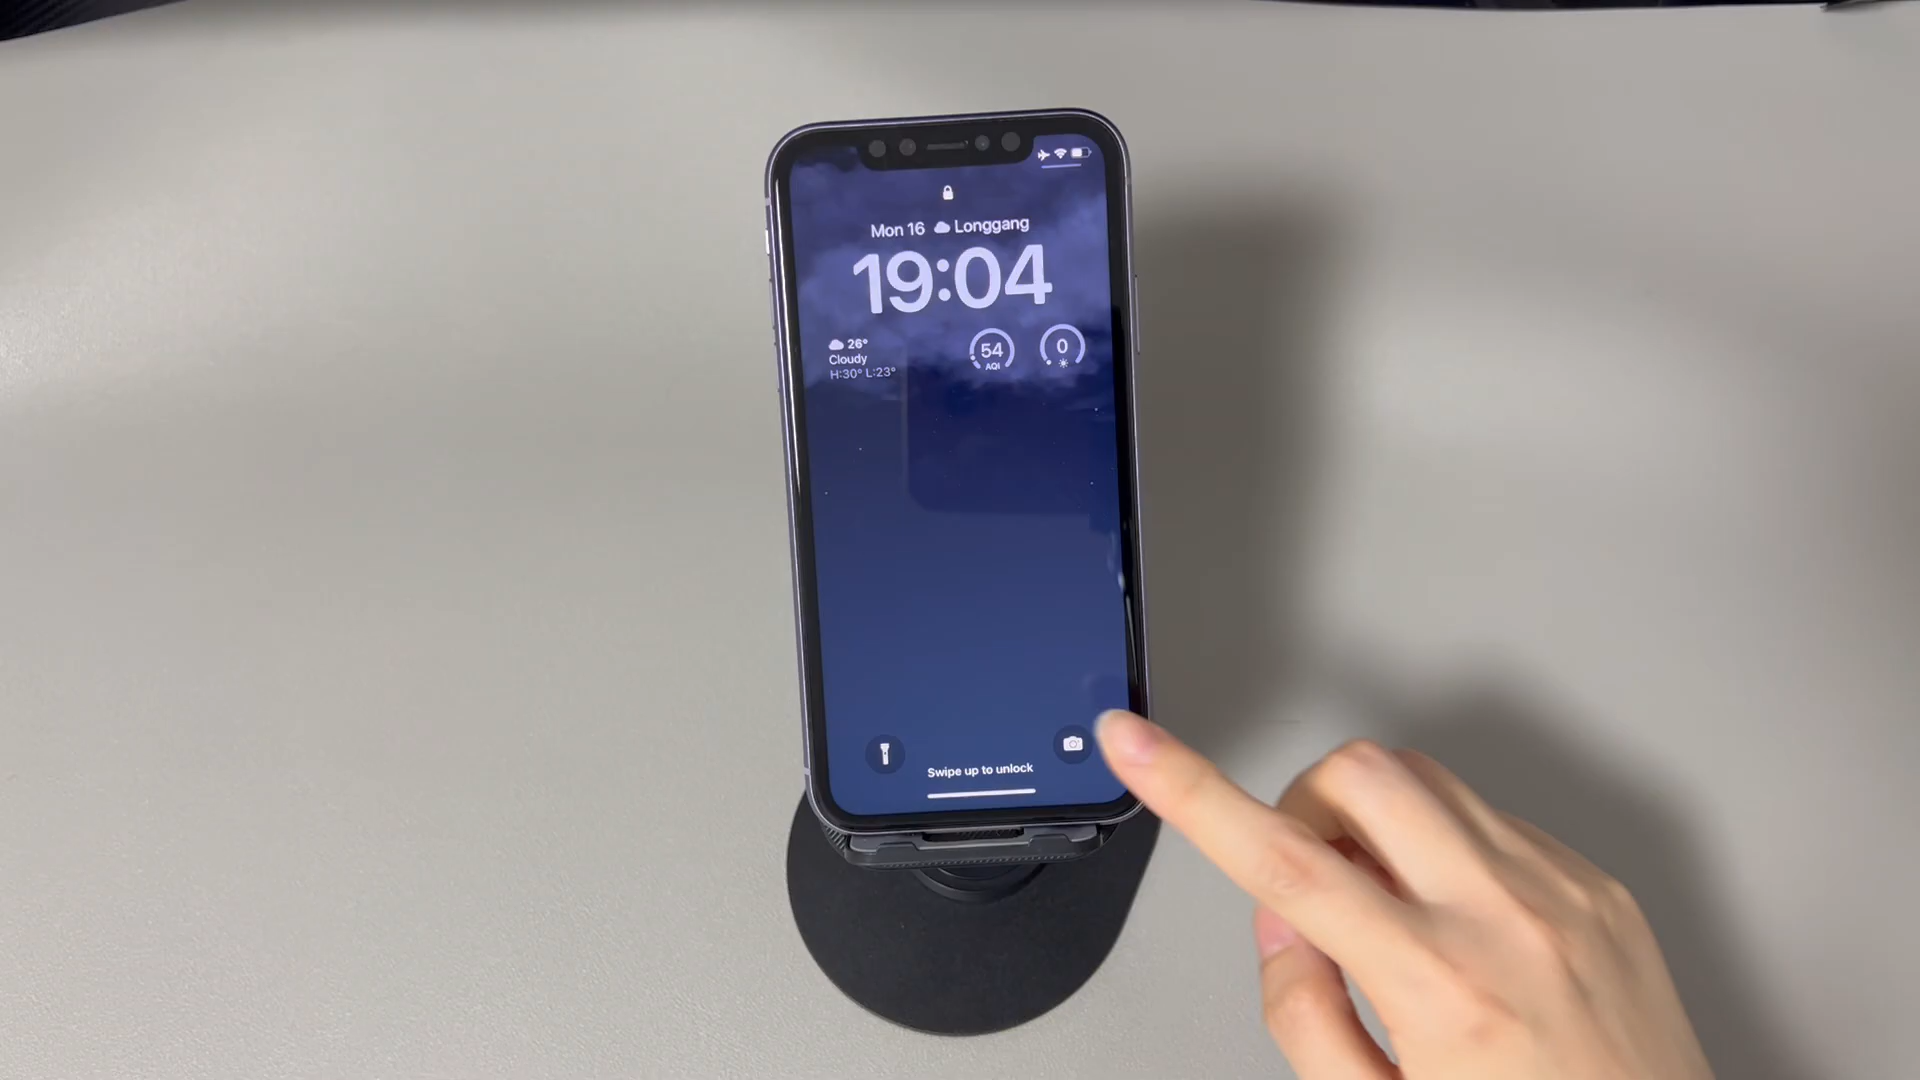 Mon 16 Longgang
19:04
26°
Cloudy
H:30° L:23°
54
AQI
0
Swipe up to unlock